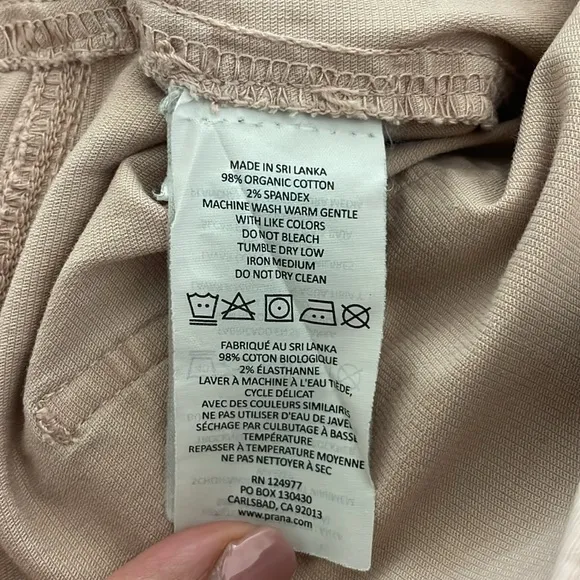 MADE IN SRI LANKA
98% ORGANIC COTTON
2% SPANDEX
MACHINE WASH WARM GENTLE
WITH LIKE COLORS
DO NOT BLEACH
TUMBLE DRY LOW
IRON MEDIUM
DO NOT DRY CLEAN
FABRIQUÉ AU SRI LANKA
98% COTON BIOLOGIQUE
2% ÉLASTHANNE
LAVER À MACHINE À L'EAU TIÈDE,
CYCLE DÉLICAT
AVEC DES COULEURS SIMILAIRES
NE PAS UTILISER D'EAU DE JAVEL
SÉCHAGE PAR CULBUTAGE À BASSE
TEMPÉRATURE
REPASSER À TEMPÉRATURE MOYENNE
NE PAS NETTOYER À SEC
RN 124977
PO BOX 130430
CARLSBAD, CA 92013
www.prana.com